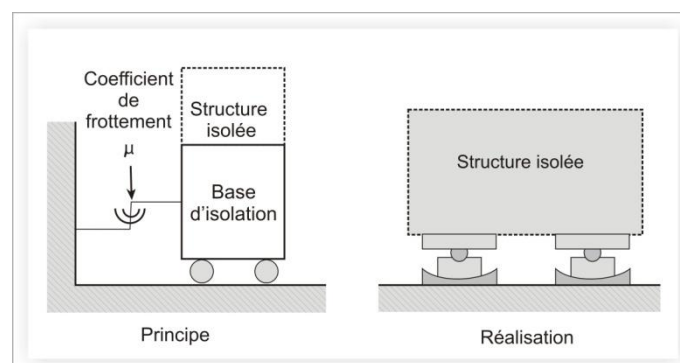 Coefficient
de
frottement
μ
Structure
isolée
Base
d'isolation
Principe
Structure isolée
Réalisation